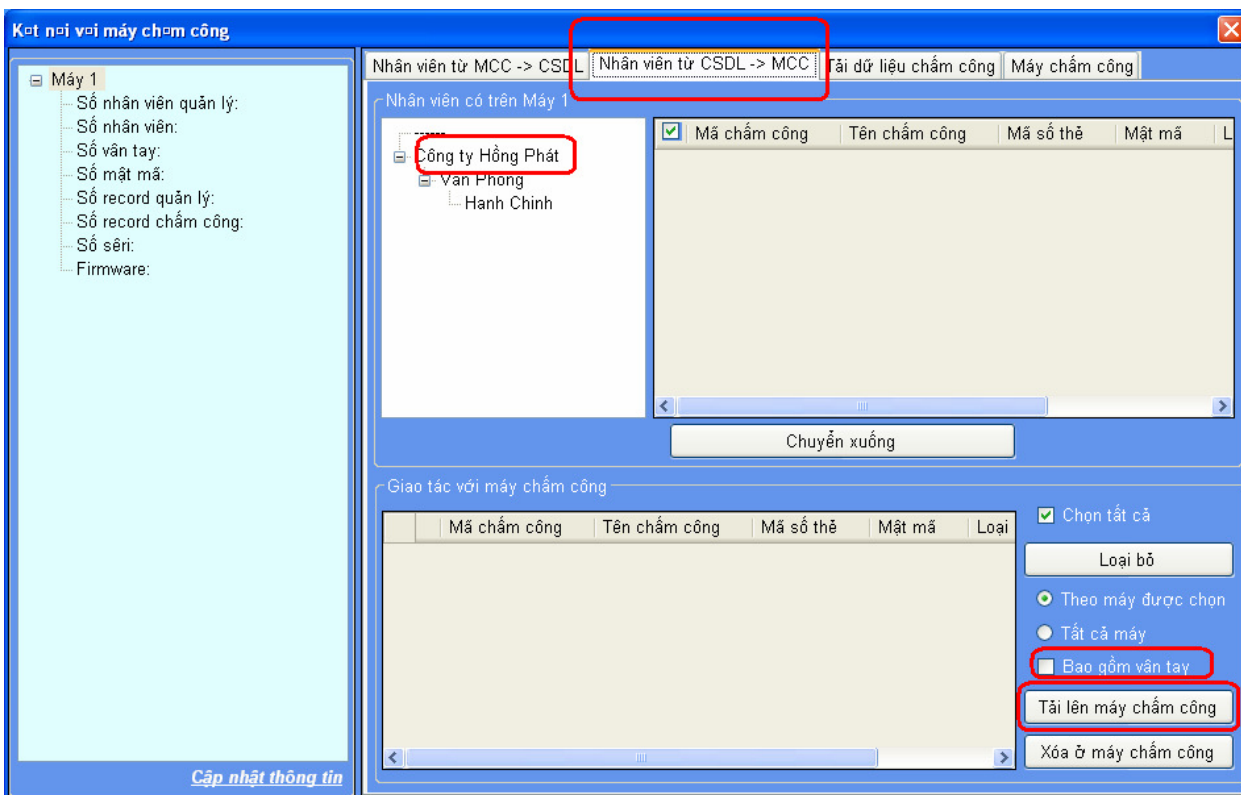 Kªt nªi vªi máy chªm công
Máy 1
Số nhân viên quản lý:
Số nhân viên:
Số vân tay:
Số mật mã:
Số record quản lý:
Số record chấm công:
Số sêri:
Firmware:
Cập nhật thông tin
Nhân viên từ MCC -> CSDL Nhân viên từ CSDL -> MCC Tải dữ liệu chấm công Máy chấm công
Nhân viên có trên Máy 1
------
Công ty Hồng Phát
Van Phong
Hanh Chinh
Mã chấm công Tên chấm công Mã số thẻ Mật mã L
Chuyển xuống
Giao tác với máy chấm công
Mã chấm công Tên chấm công Mã số thẻ Mật mã Loại
Chọn tất cả
Loại bỏ
Theo máy được chọn
Tất cả máy
Bao gồm vân tay
Tải lên máy chấm công
Xóa ở máy chấm công